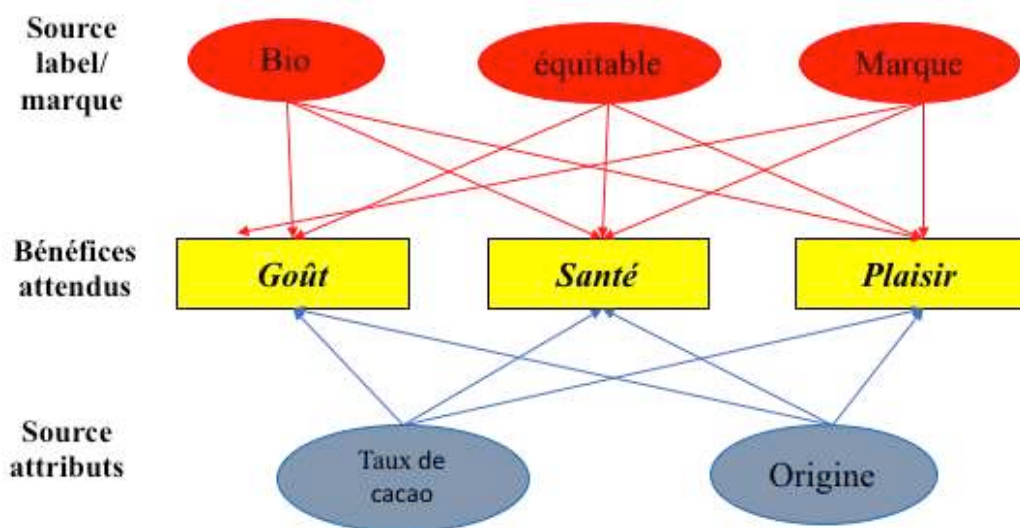 Source
label/
marque
Bio
équitable
Marque
Bénéfices
attendus
Goût
Santé
Plaisir
Source
attributs
Taux de
cacao
Origine